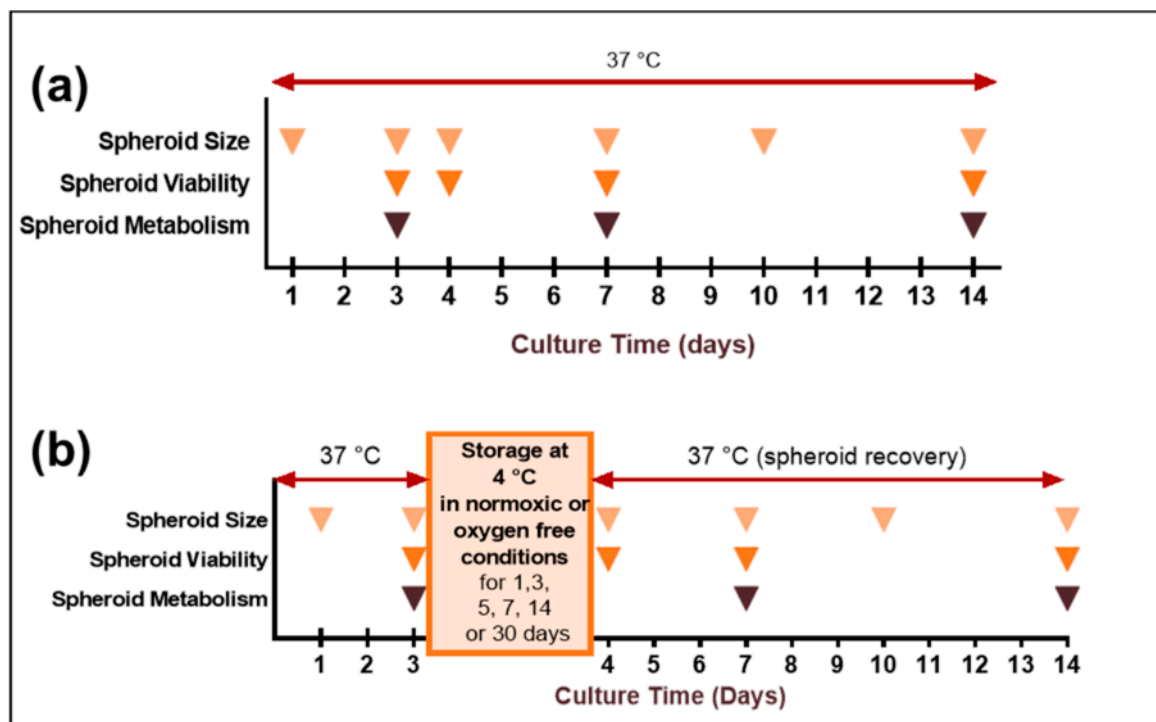 (a)
37 °C
Spheroid Size
Spheroid Viability
Spheroid Metabolism
1 2 3 4 5 6 7 8 9 10 11 12 13 14
Culture Time (days)
(b)
37 °C
Storage at
4 °C
in normoxic or
oxygen free
conditions
for 1,3,
5, 7, 14
or 30 days
37 °C (spheroid recovery)
Spheroid Size
Spheroid Viability
Spheroid Metabolism
1 2 3 4 5 6 7 8 9 10 11 12 13 14
Culture Time (Days)